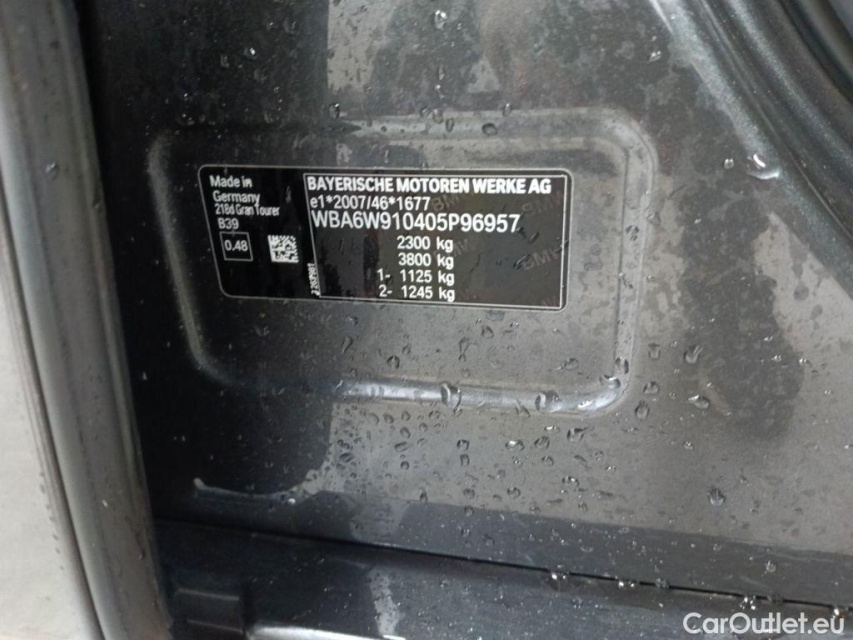 Made in
Germany
218d Gran Tourer
B39
0.48
BAYERISCHE MOTOREN WERKE AG
e1*2007/46*1677
WBA6W910405P96957
2300 kg
3800 kg
1- 1125 kg
2- 1245 kg
CarOutlet.eu